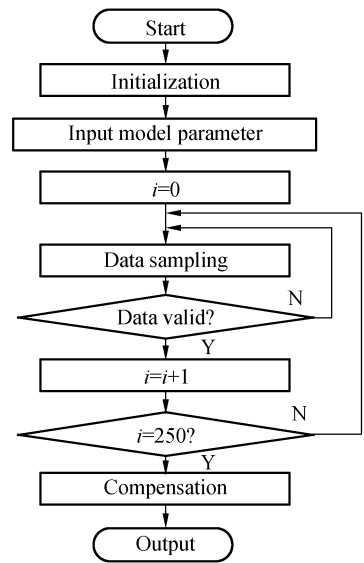 Start
Initialization
Input model parameter
i=0
Data sampling
N
Data valid?
Y
i=i+1
N
i=250?
Y
Compensation
Output